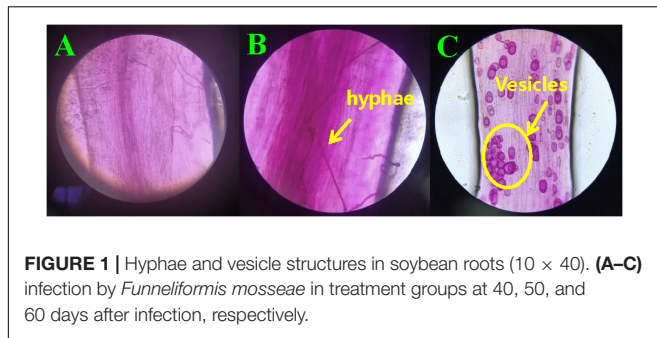 A
B
C
hyphae
Vesicles
FIGURE 1 | Hyphae and vesicle structures in soybean roots (10 × 40). (A–C)
infection by Funneliformis mosseae in treatment groups at 40, 50, and
60 days after infection, respectively.